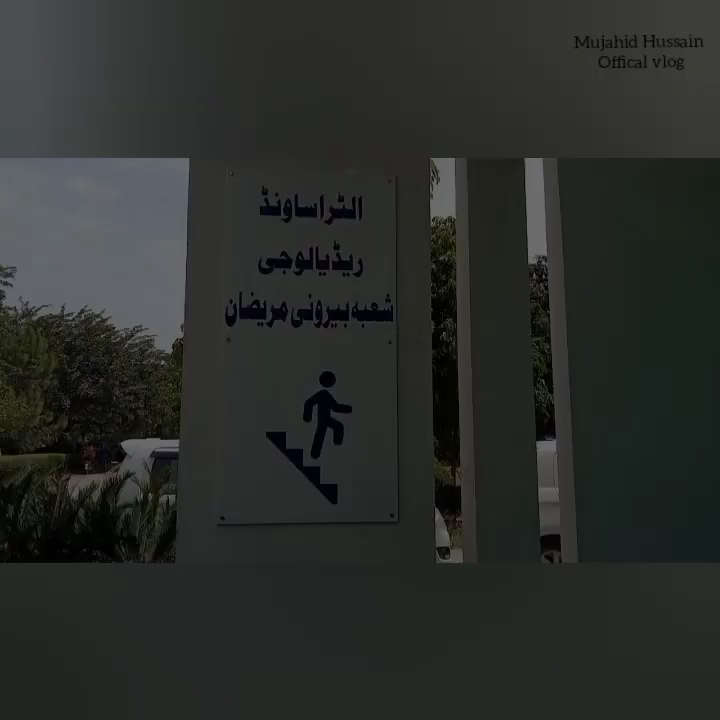 Mujahid Hussain
Offical vlog
الٹراساونڈ
ریڈیالوجی
شعبہ بیرونی مریضان